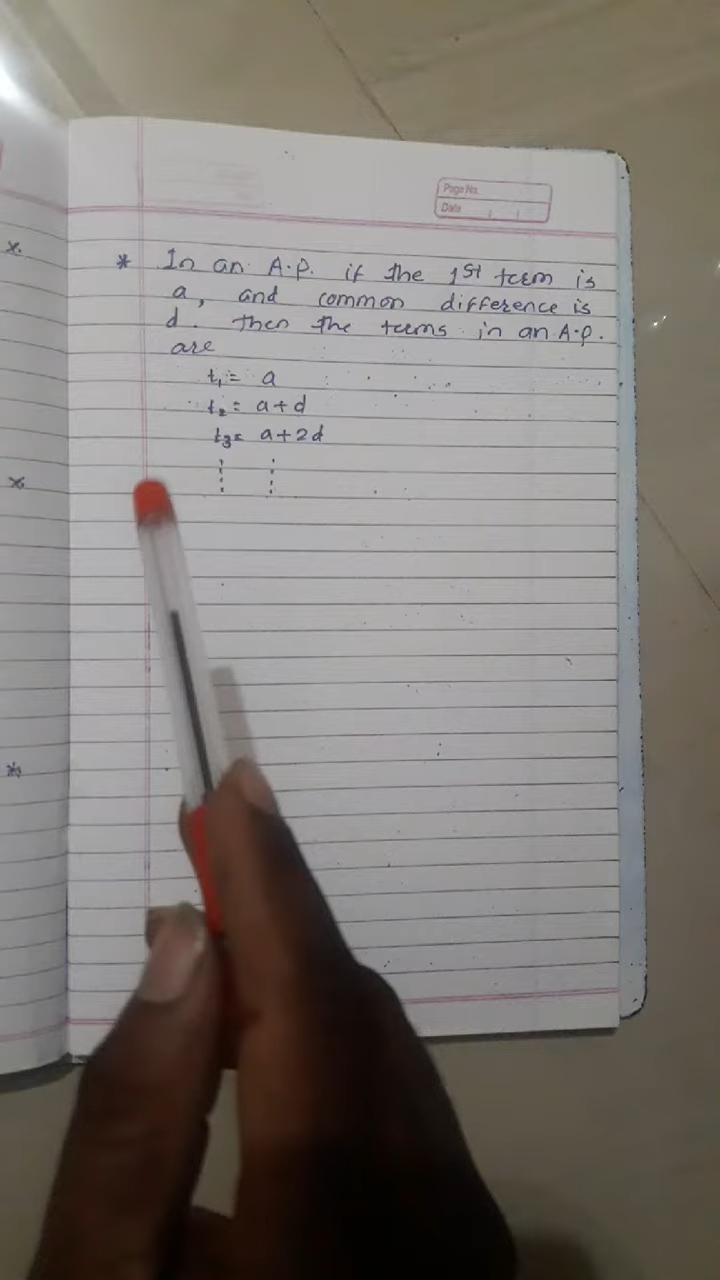 Page No.
Date
* In an A.P. if the 1st term is
a, and common difference is
d. then the terms in an A.P.
are
t₁ = a
t₂ = a+d
t₃ = a+2d